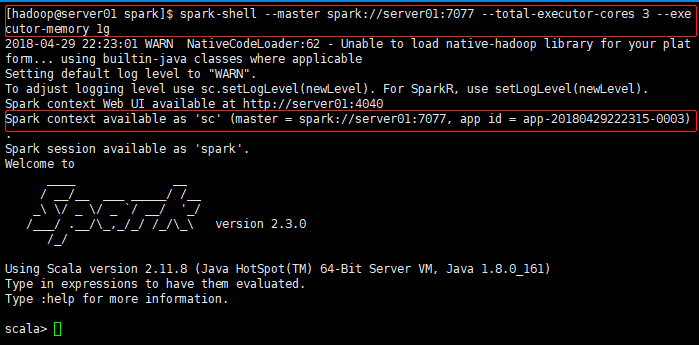 [hadoop@server01 spark]$ spark-shell --master spark://server01:7077 --total-executor-cores 3 --exe
cutor-memory 1g
2018-04-29 22:23:01 WARN  NativeCodeLoader:62 - Unable to load native-hadoop library for your plat
form... using builtin-java classes where applicable
Setting default log level to "WARN".
To adjust logging level use sc.setLogLevel(newLevel). For SparkR, use setLogLevel(newLevel).
Spark context Web UI available at http://server01:4040
Spark context available as 'sc' (master = spark://server01:7077, app id = app-20180429222315-0003)
.
Spark session available as 'spark'.
Welcome to
      ____              __
     / __/__  ___ _____/ /__
    _\ \/ _ \/ _ `/ __/  '_/
   /___/ .__/\_,_/_/ /_/\_\   version 2.3.0
      /_/
Using Scala version 2.11.8 (Java HotSpot(TM) 64-Bit Server VM, Java 1.8.0_161)
Type in expressions to have them evaluated.
Type :help for more information.
scala>